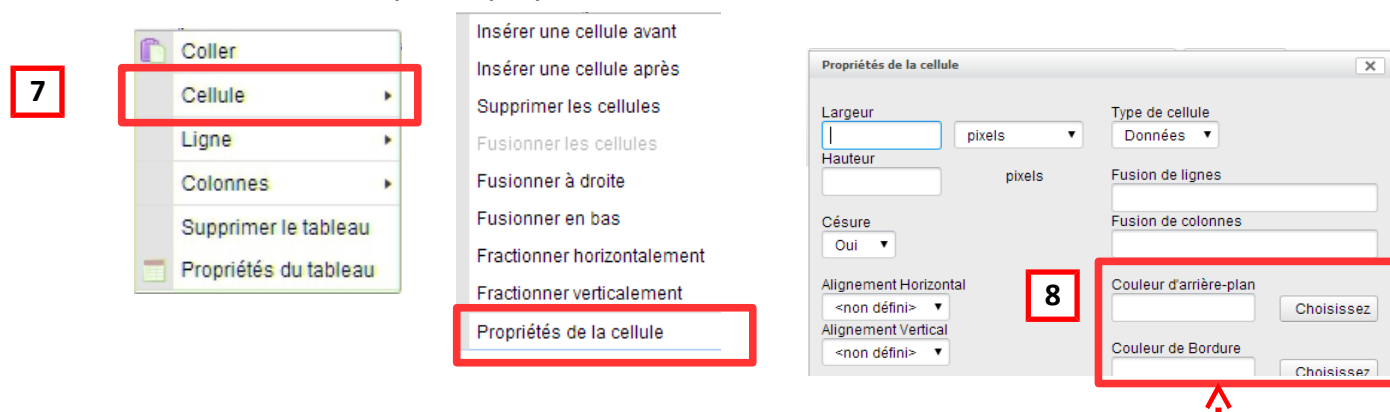 7
Coller
Cellule
Ligne
Colonnes
Supprimer le tableau
Propriétés du tableau
Insérer une cellule avant
Insérer une cellule après
Supprimer les cellules
Fusionner les cellules
Fusionner à droite
Fusionner en bas
Fractionner horizontalement
Fractionner verticalement
Propriétés de la cellule
Propriétés de la cellule
Largeur
pixels
Hauteur
pixels
Césure
Oui
Alignement Horizontal
<non défini>
Alignement Vertical
<non défini>
Type de cellule
Données
Fusion de lignes
Fusion de colonnes
8
Couleur d'arrière-plan
Choisissez
Couleur de Bordure
Choisissez